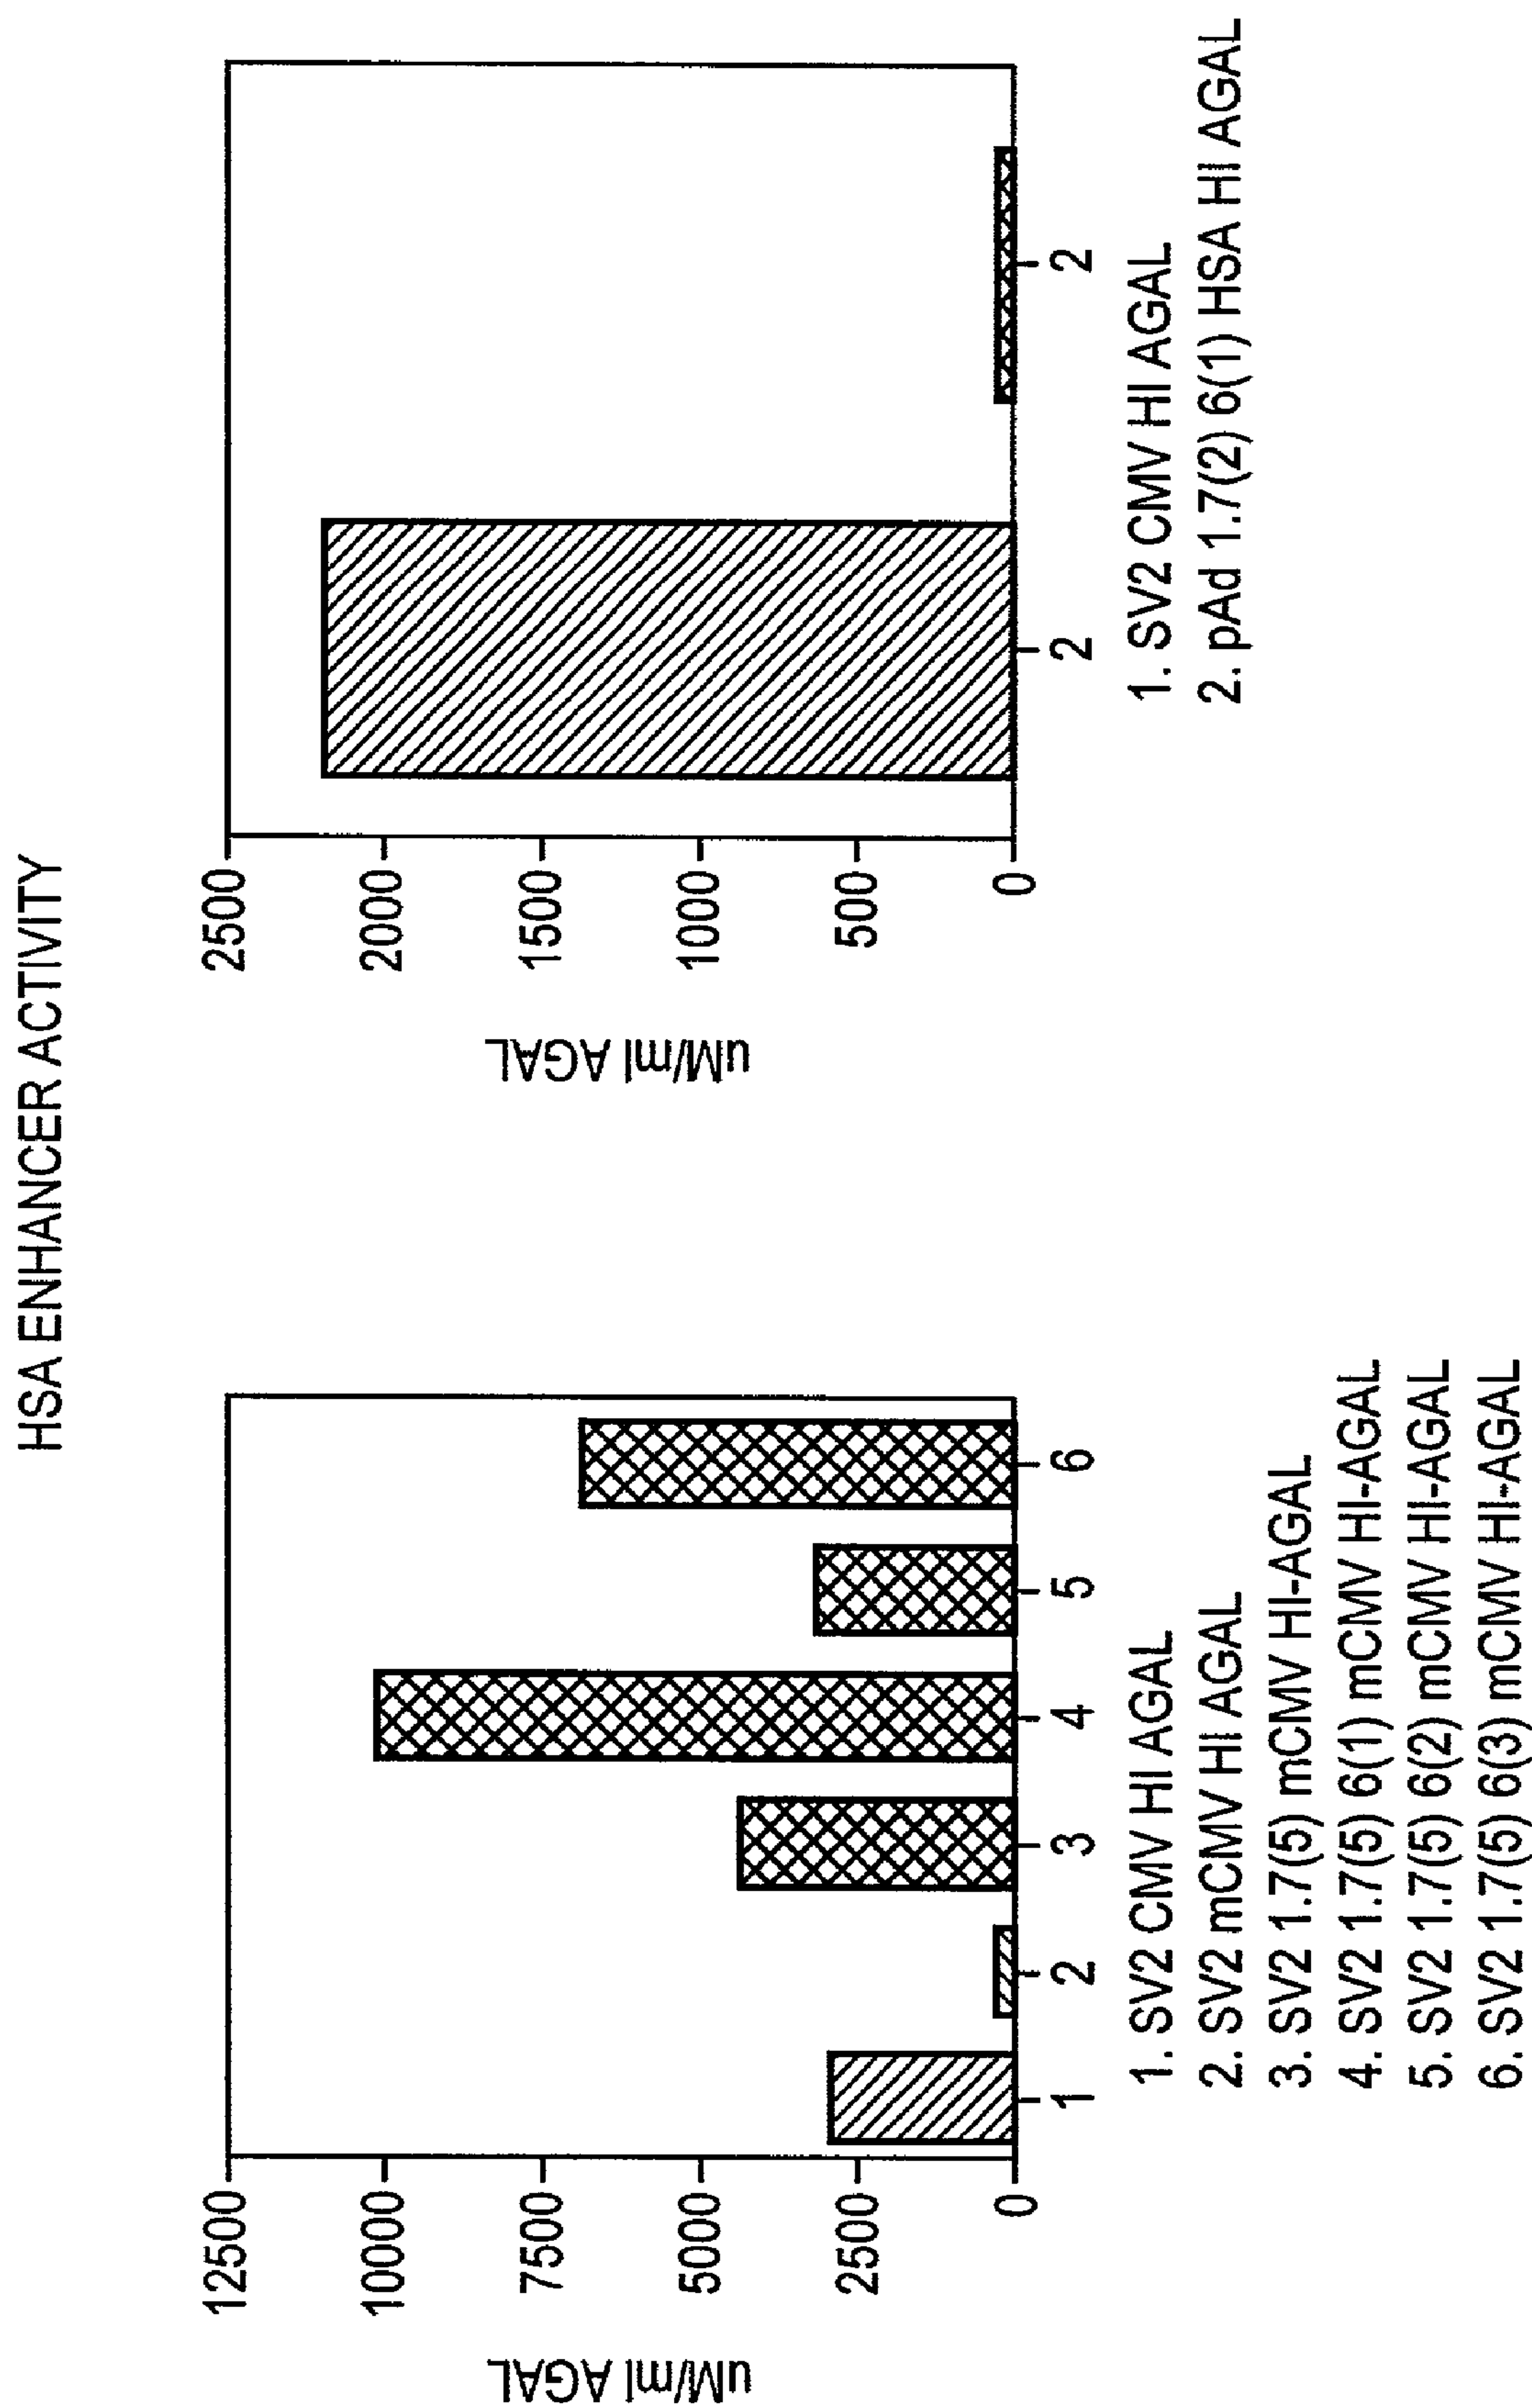 HSA ENHANCER ACTIVITY
uM/ml AGAL
12500
10000
7500
5000
2500
0
1 2 3 4 5 6
1. SV2 CMV HI AGAL
2. SV2 mCMV HI AGAL
3. SV2 1.7(5) mCMV HI-AGAL
4. SV2 1.7(5) 6(1) mCMV HI-AGAL
5. SV2 1.7(5) 6(2) mCMV HI-AGAL
6. SV2 1.7(5) 6(3) mCMV HI-AGAL
uM/ml AGAL
2500
2000
1500
1000
500
0
2 2
1. SV2 CMV HI AGAL
2. pAd 1.7(2) 6(1) HSA HI AGAL